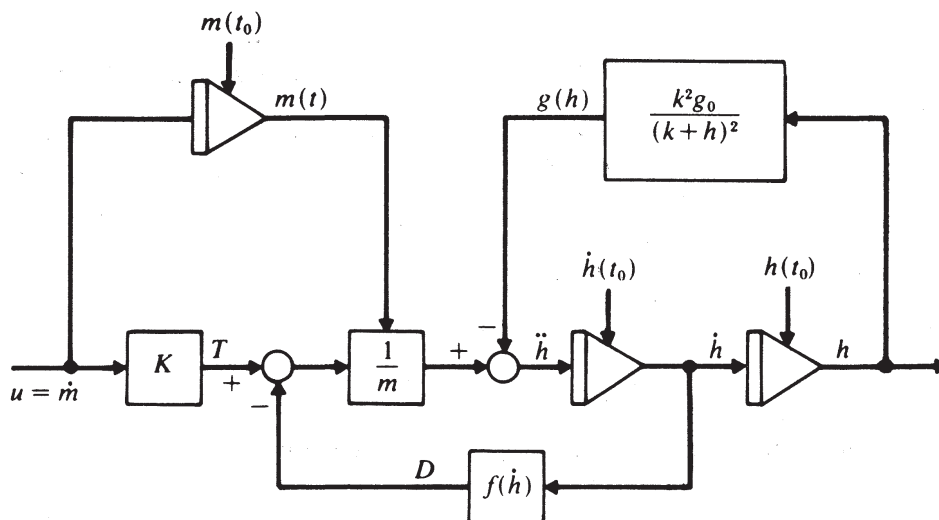 m(t₀)
m(t)
g(h)
k²g₀
(k + h)²
ḣ(t₀)
h(t₀)
u = ṁ
K
T
+
−
1
m
+
−
ḧ
ḣ
h
D
f(ḣ)